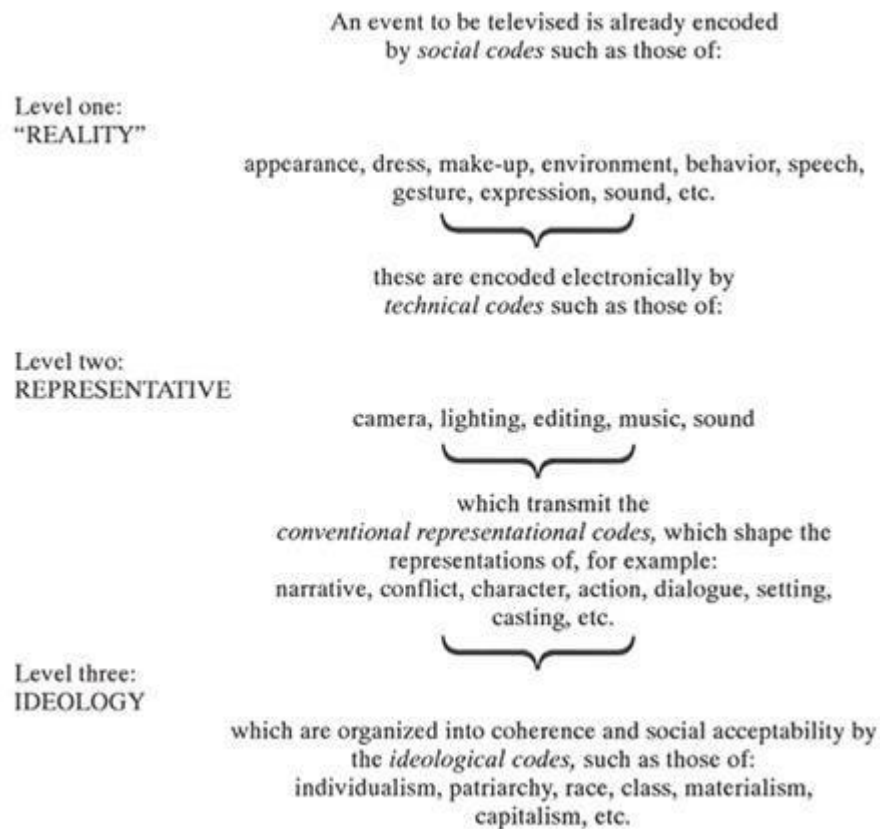 An event to be televised is already encoded
by social codes such as those of:
Level one:
“REALITY”
appearance, dress, make-up, environment, behavior, speech,
gesture, expression, sound, etc.
these are encoded electronically by
technical codes such as those of:
Level two:
REPRESENTATIVE
camera, lighting, editing, music, sound
which transmit the
conventional representational codes, which shape the
representations of, for example:
narrative, conflict, character, action, dialogue, setting,
casting, etc.
Level three:
IDEOLOGY
which are organized into coherence and social acceptability by
the ideological codes, such as those of:
individualism, patriarchy, race, class, materialism,
capitalism, etc.